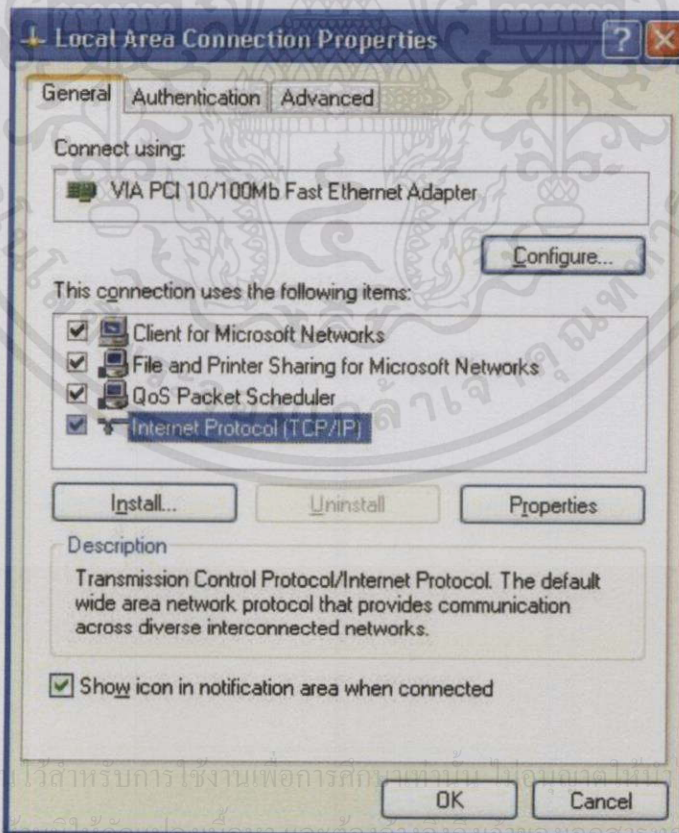 Local Area Connection Properties
General Authentication Advanced
Connect using:
VIA PCI 10/100Mb Fast Ethernet Adapter
Configure...
This connection uses the following items:
Client for Microsoft Networks
File and Printer Sharing for Microsoft Networks
QoS Packet Scheduler
Internet Protocol (TCP/IP)
Install... Uninstall Properties
Description
Transmission Control Protocol/Internet Protocol. The default
wide area network protocol that provides communication
across diverse interconnected networks.
Show icon in notification area when connected
OK Cancel